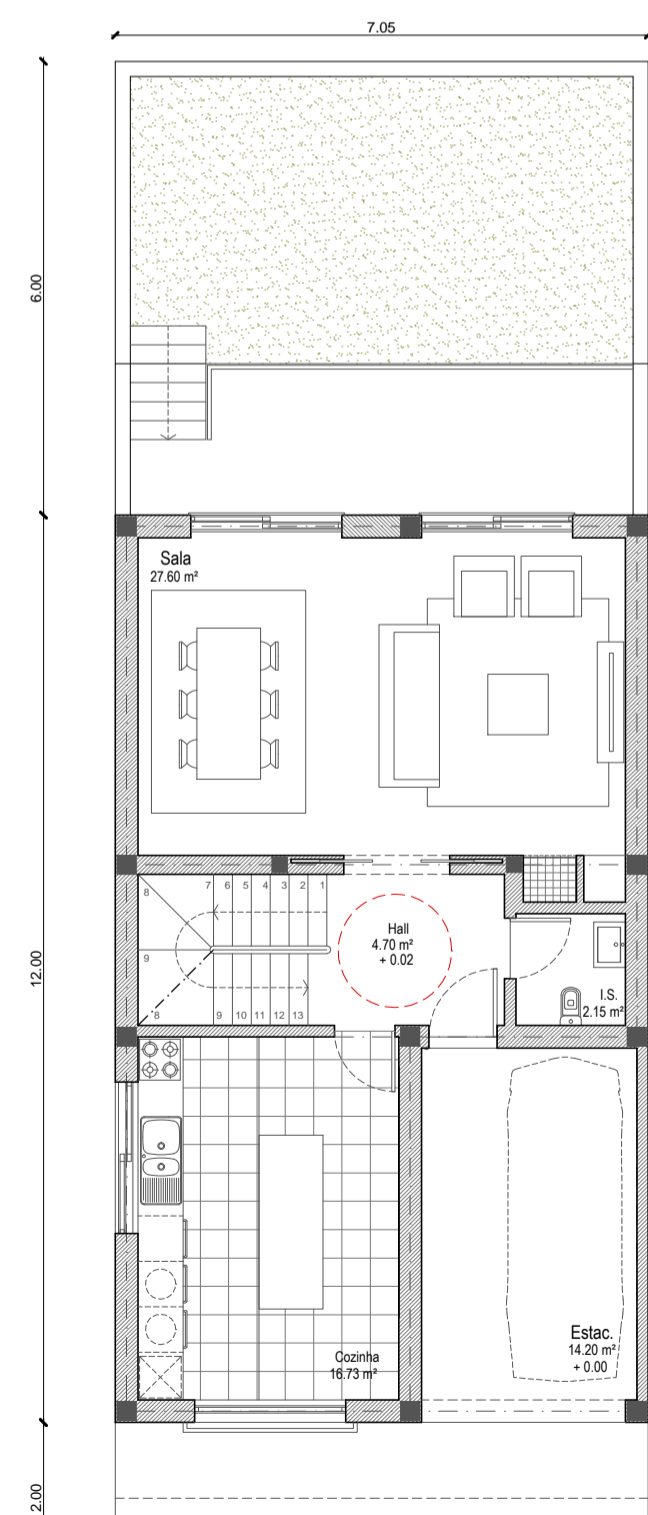 7.05
6.00
Sala
27.60 m²
8
7 6 5 4 3 2 1
Hall
4.70 m²
+ 0.02
9
12.00
I.S.
2.15 m²
8
9 10 11 12 13
Estac.
14.20 m²
+ 0.00
Cozinha
16.73 m²
2.00